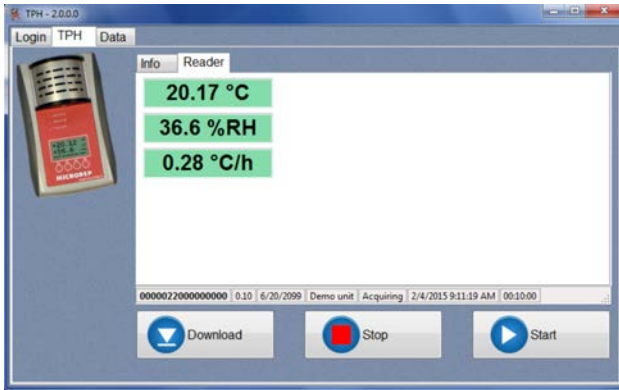 TPH - 2.0.0.0
Login TPH Data
Info Reader
20.17 °C
36.6 %RH
0.28 °C/h
MICROSTEP
0000022000000000 0.10 6/20/2099 Demo unit Acquiring 2/4/2015 9:11:19 AM 00:10:00
Download Stop Start